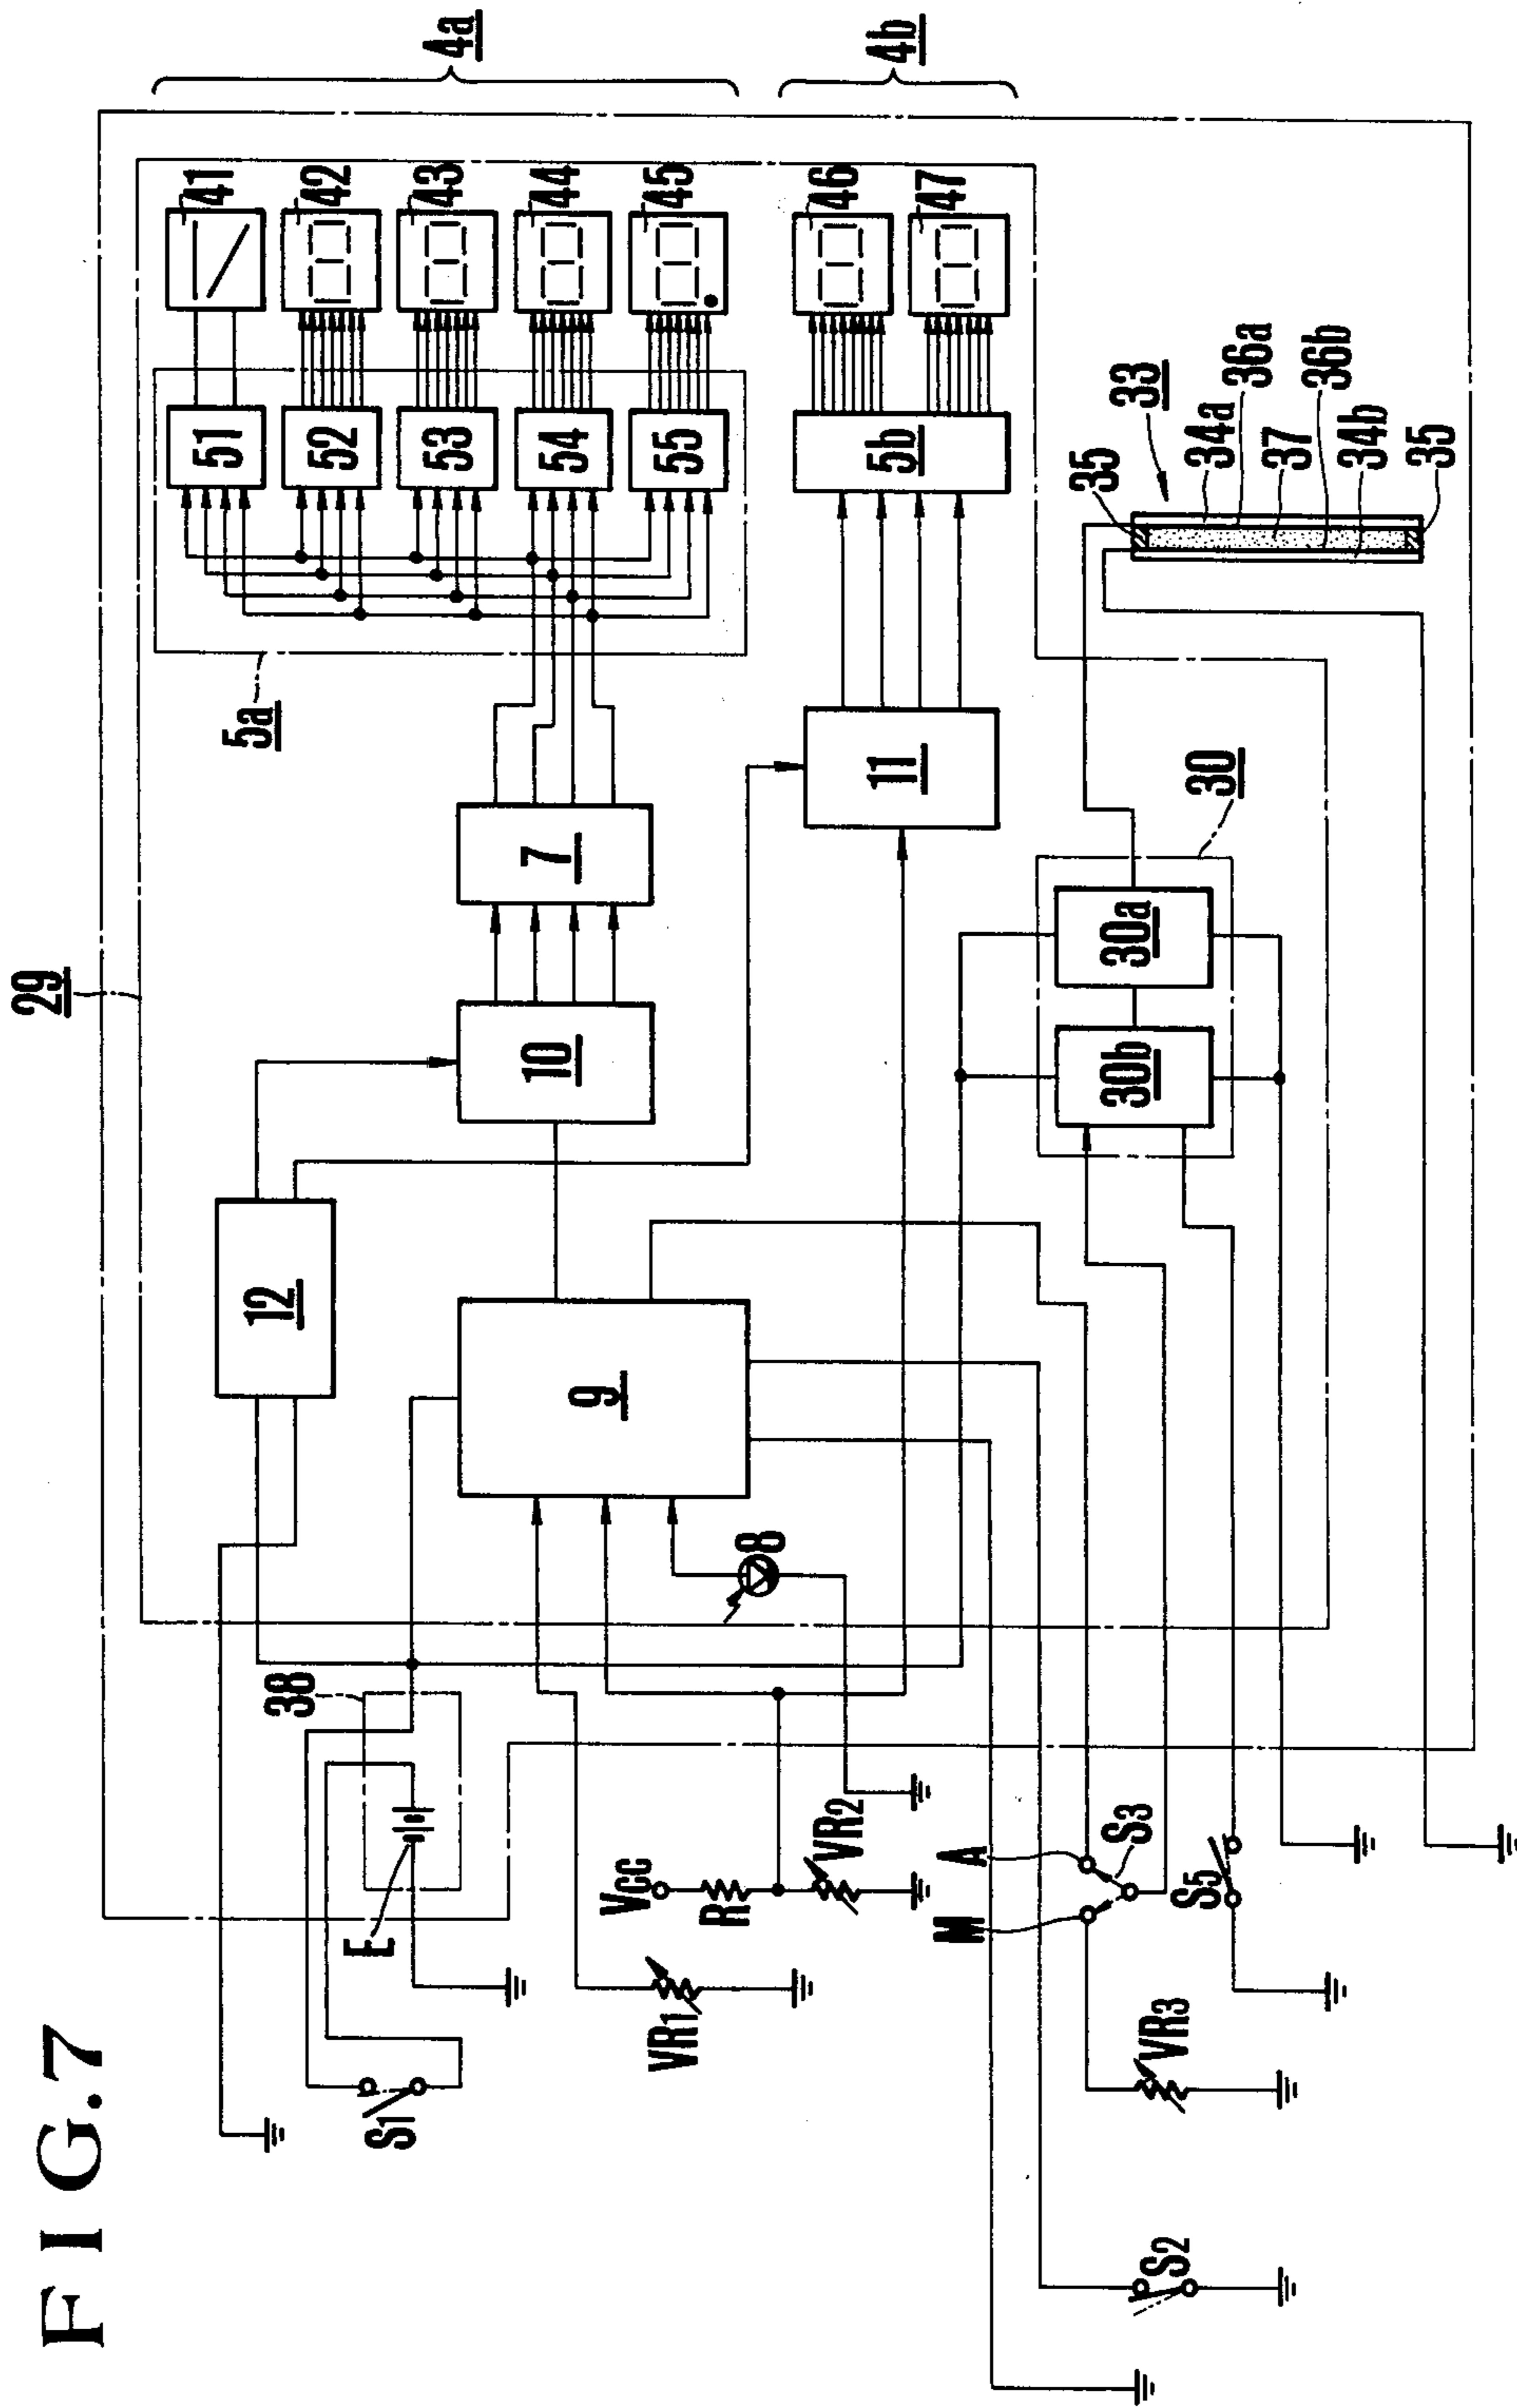 FIG.7
29
4a
4b
41
42
43
44
45
46
47
51
52
53
54
55
5a
5b
7
10
11
12
9
8
30
30a
30b
33
35
34a
36a
37
36b
34b
35
38
E
S1
VR1
Vcc
R
VR2
A
M
S3
S5
VR3
S2